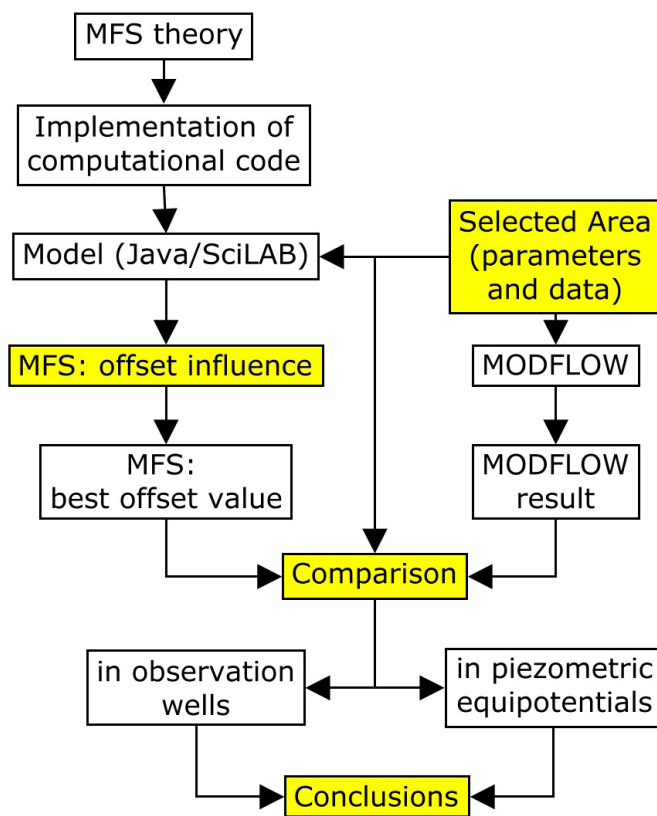 MFS theory
Implementation of
computational code
Model (Java/SciLAB)
Selected Area
(parameters
and data)
MFS: offset influence
MODFLOW
MFS:
best offset value
MODFLOW
result
Comparison
in observation
wells
in piezometric
equipotentials
Conclusions